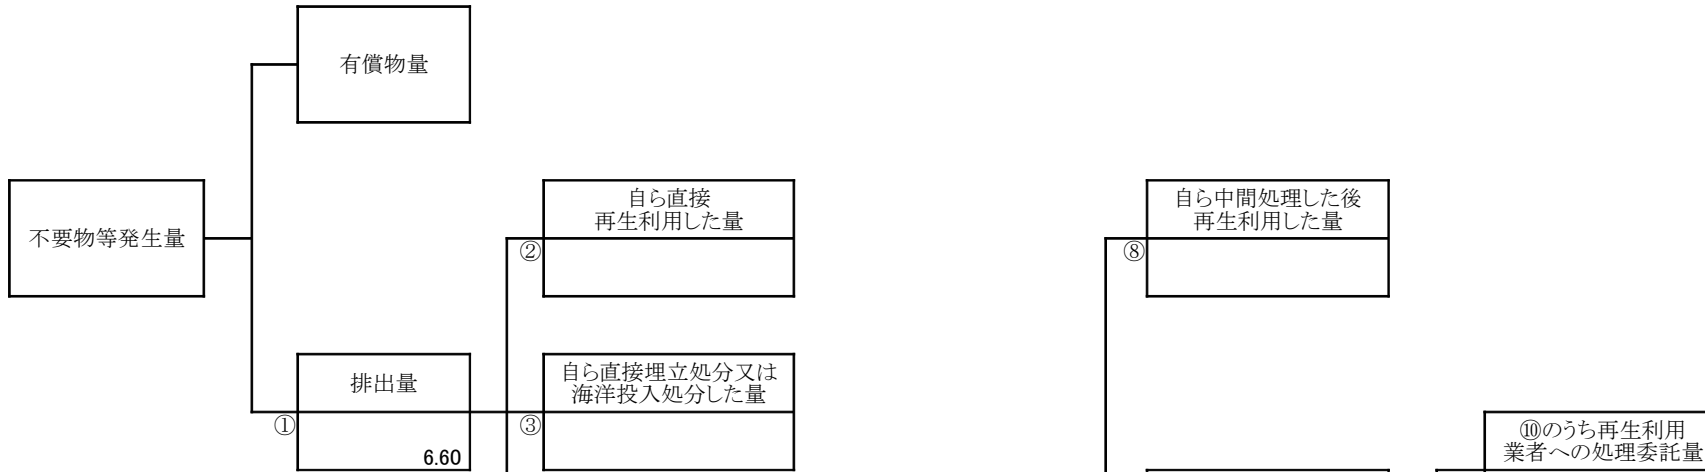 有償物量
不要物等発生量
自ら直接
再生利用した量
②
自ら中間処理した後
再生利用した量
⑧
排出量
①
6.60
自ら直接埋立処分又は
海洋投入処分した量
③
⑩のうち再生利用
業者への処理委託量